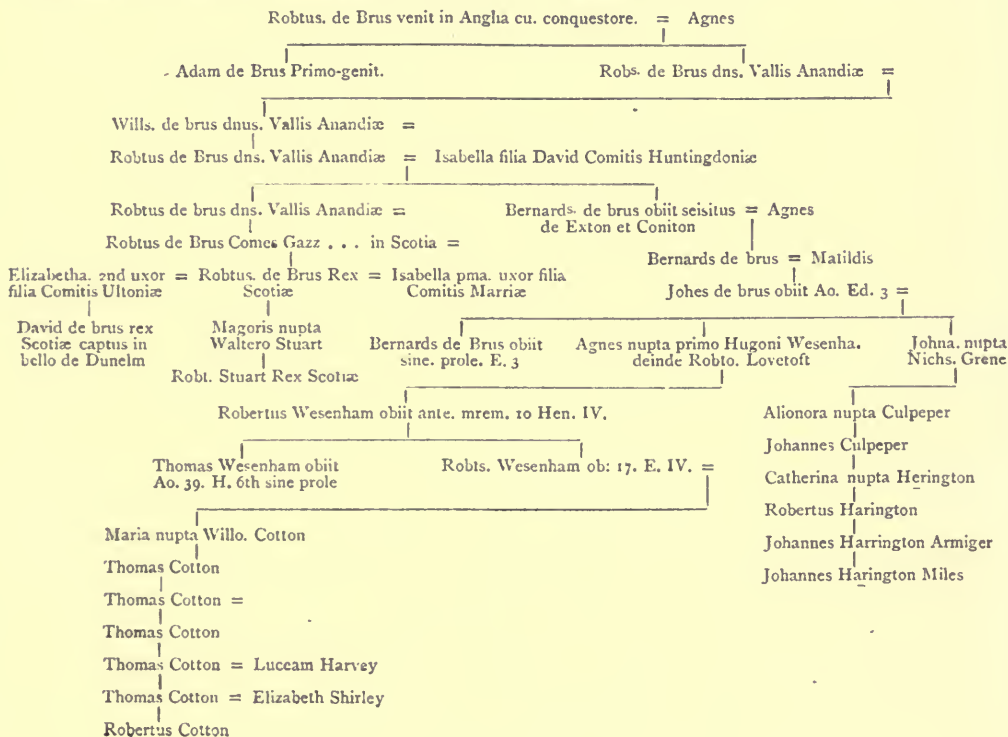 Robtus. de Brus venit in Anglia cu. conquestore. = Agnes
Adam de Brus Primo-genit.
Robs. de Brus dns. Vallis Anandiæ =
Wills. de brus dnus. Vallis Anandiæ =
Robtus de Brus dns. Vallis Anandiæ = Isabella filia David Comitis Huntingdoniæ
Robtus de brus dns. Vallis Anandiæ =
Bernards. de brus obiit seisitus = Agnes
de Exton et Coniton
Robtus de Brus Comes Gazz . . . in Scotia =
Bernards de brus = Matildis
Elizabetha. 2nd uxor = Robtus. de Brus Rex = Isabella pma. uxor filia
filia Comitis Ultoniæ Scotiæ Comitis Marriæ
Johes de brus obiit Ao. Ed. 3 =
David de brus rex
Scotiæ captus in
bello de Dunelm
Magoris nupta
Waltero Stuart
Robt. Stuart Rex Scotiæ
Bernards de Brus obiit
sine. prole. E. 3
Agnes nupta primo Hugoni Wesenha.
deinde Robto. Lovetoft
Johna. nupta
Nichs. Grene
Robertus Wesenham obiit ante. mrem. 10 Hen. IV.
Thomas Wesenham obiit
Ao. 39. H. 6th sine prole
Robts. Wesenham ob: 17. E. IV. =
Maria nupta Willo. Cotton
Thomas Cotton
Thomas Cotton =
Thomas Cotton
Thomas Cotton = Luceam Harvey
Thomas Cotton = Elizabeth Shirley
Robertus Cotton
Alionora nupta Culpeper
Johannes Culpeper
Catherina nupta Herington
Robertus Harington
Johannes Harrington Armiger
Johannes Harington Miles